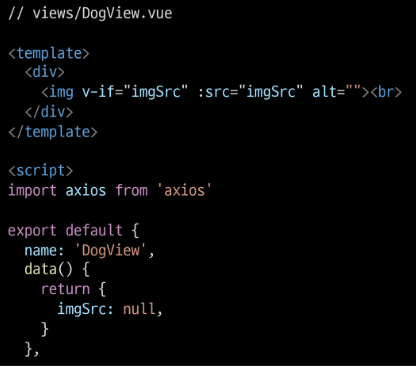 // views/DogView.vue
<template>
  <div>
    <img v-if="imgSrc" :src="imgSrc" alt=""><br>
  </div>
</template>
<script>
import axios from 'axios'
export default {
  name: 'DogView',
  data() {
    return {
      imgSrc: null,
    }
  },